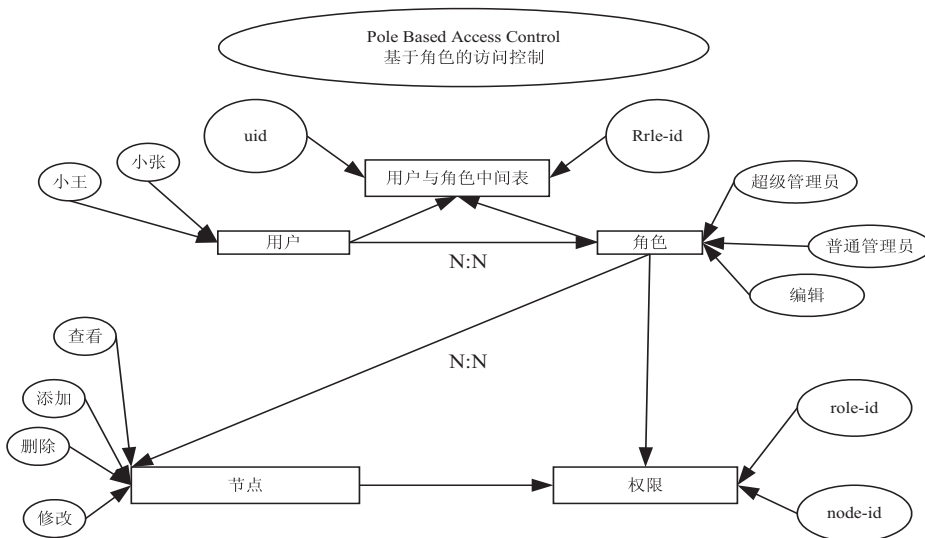 Pole Based Access Control
基于角色的访问控制
uid
Rrle-id
小张
小王
用户与角色中间表
超级管理员
用户
角色
普通管理员
N:N
编辑
查看
N:N
添加
role-id
删除
节点
权限
修改
node-id